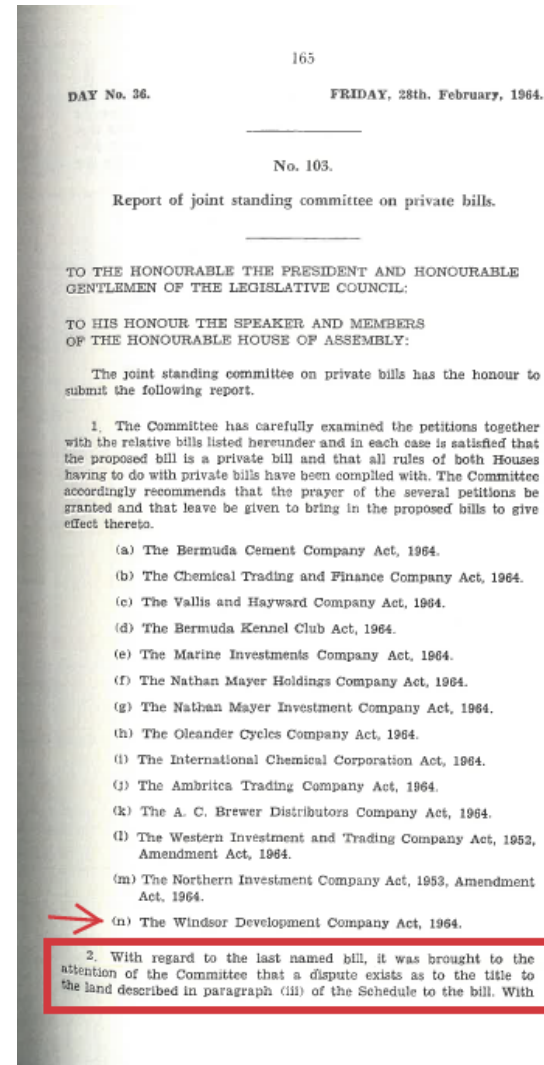 165
DAY No. 36. FRIDAY, 28th. February, 1964.
No. 103.
Report of joint standing committee on private bills.
TO THE HONOURABLE THE PRESIDENT AND HONOURABLE
GENTLEMEN OF THE LEGISLATIVE COUNCIL:
TO HIS HONOUR THE SPEAKER AND MEMBERS
OF THE HONOURABLE HOUSE OF ASSEMBLY:
The joint standing committee on private bills has the honour to
submit the following report.
1. The Committee has carefully examined the petitions together
with the relative bills listed hereunder and in each case is satisfied that
the proposed bill is a private bill and that all rules of both Houses
having to do with private bills have been complied with. The Committee
accordingly recommends that the prayer of the several petitions be
granted and that leave be given to bring in the proposed bills to give
effect thereto.
(a) The Bermuda Cement Company Act, 1964.
(b) The Chemical Trading and Finance Company Act, 1964.
(c) The Vallis and Hayward Company Act, 1964.
(d) The Bermuda Kennel Club Act, 1964.
(e) The Marine Investments Company Act, 1964.
(f) The Nathan Mayer Holdings Company Act, 1964.
(g) The Nathan Mayer Investment Company Act, 1964.
(h) The Oleander Cycles Company Act, 1964.
(i) The International Chemical Corporation Act, 1964.
(j) The Ambritca Trading Company Act, 1964.
(k) The A. C. Brewer Distributors Company Act, 1964.
(l) The Western Investment and Trading Company Act, 1952,
Amendment Act, 1964.
(m) The Northern Investment Company Act, 1953, Amendment
Act, 1964.
(n) The Windsor Development Company Act, 1964.
2. With regard to the last named bill, it was brought to the
attention of the Committee that a dispute exists as to the title to
the land described in paragraph (iii) of the Schedule to the bill. With